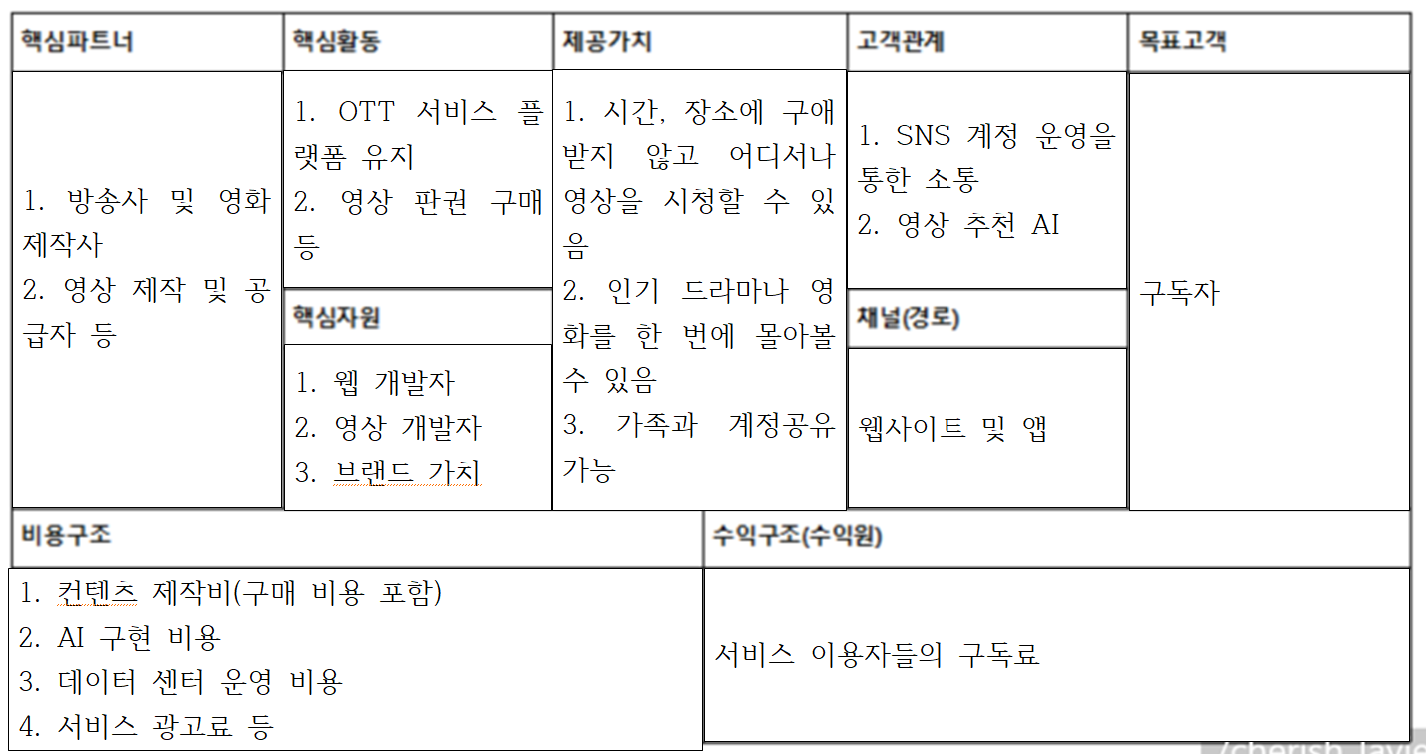 핵심파트너
1. 방송사 및 영화
제작사
2. 영상 제작 및 공
급자 등
핵심활동
1. OTT 서비스 플
랫폼 유지
2. 영상 판권 구매
등
핵심자원
1. 웹 개발자
2. 영상 개발자
3. 브랜드 가치
제공가치
1. 시간, 장소에 구애
받지 않고 어디서나
영상을 시청할 수 있
음
2. 인기 드라마나 영
화를 한 번에 몰아볼
수 있음
3. 가족과 계정공유
가능
고객관계
1. SNS 계정 운영을
통한 소통
2. 영상 추천 AI
채널(경로)
웹사이트 및 앱
목표고객
구독자
비용구조
1. 컨텐츠 제작비(구매 비용 포함)
2. AI 구현 비용
3. 데이터 센터 운영 비용
4. 서비스 광고료 등
수익구조(수익원)
서비스 이용자들의 구독료